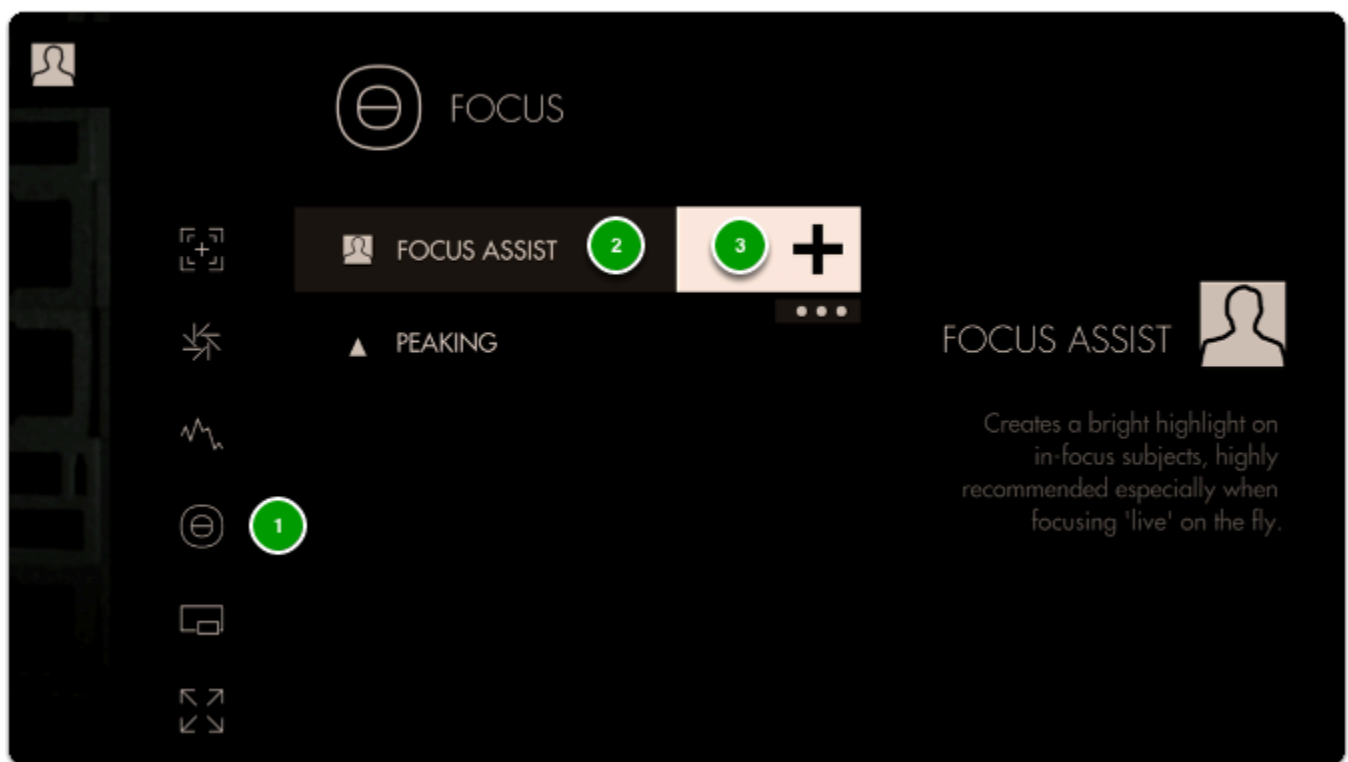 FOCUS
FOCUS ASSIST 2 3
PEAKING
1
FOCUS ASSIST
Creates a bright highlight on
in-focus subjects, highly
recommended especially when
focusing 'live' on the fly.